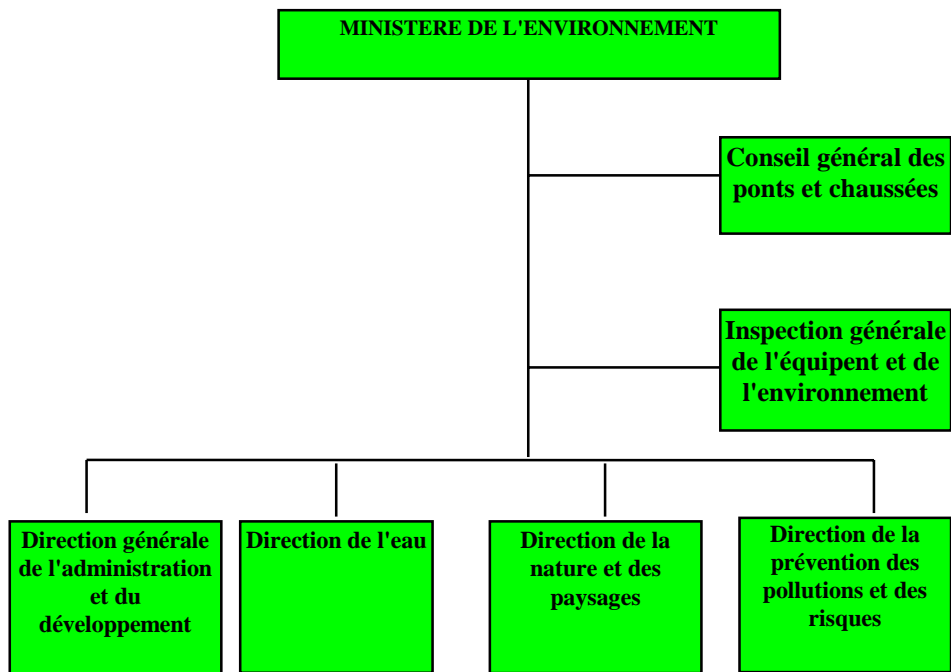 MINISTERE DE L'ENVIRONNEMENT
Conseil général des
ponts et chaussées
Inspection générale
de l'équipent et de
l'environnement
Direction générale
de l'administration
et du
développement
Direction de l'eau
Direction de la
nature et des
paysages
Direction de la
prévention des
pollutions et des
risques